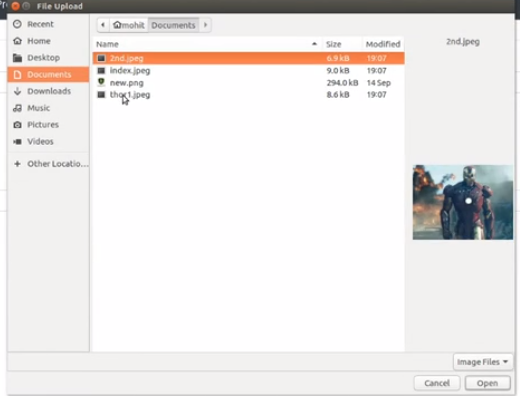 File Upload
Recent
Home
Desktop
Documents
Downloads
Music
Pictures
Videos
Other Locatio...
mohit Documents
Name Size Modified
2nd.jpeg 6.9 kB 19:07
index.jpeg 9.0 kB 19:07
new.png 294.0 kB 14 Sep
thor1.jpeg 8.6 kB 19:07
2nd.jpeg
Image Files
Cancel Open